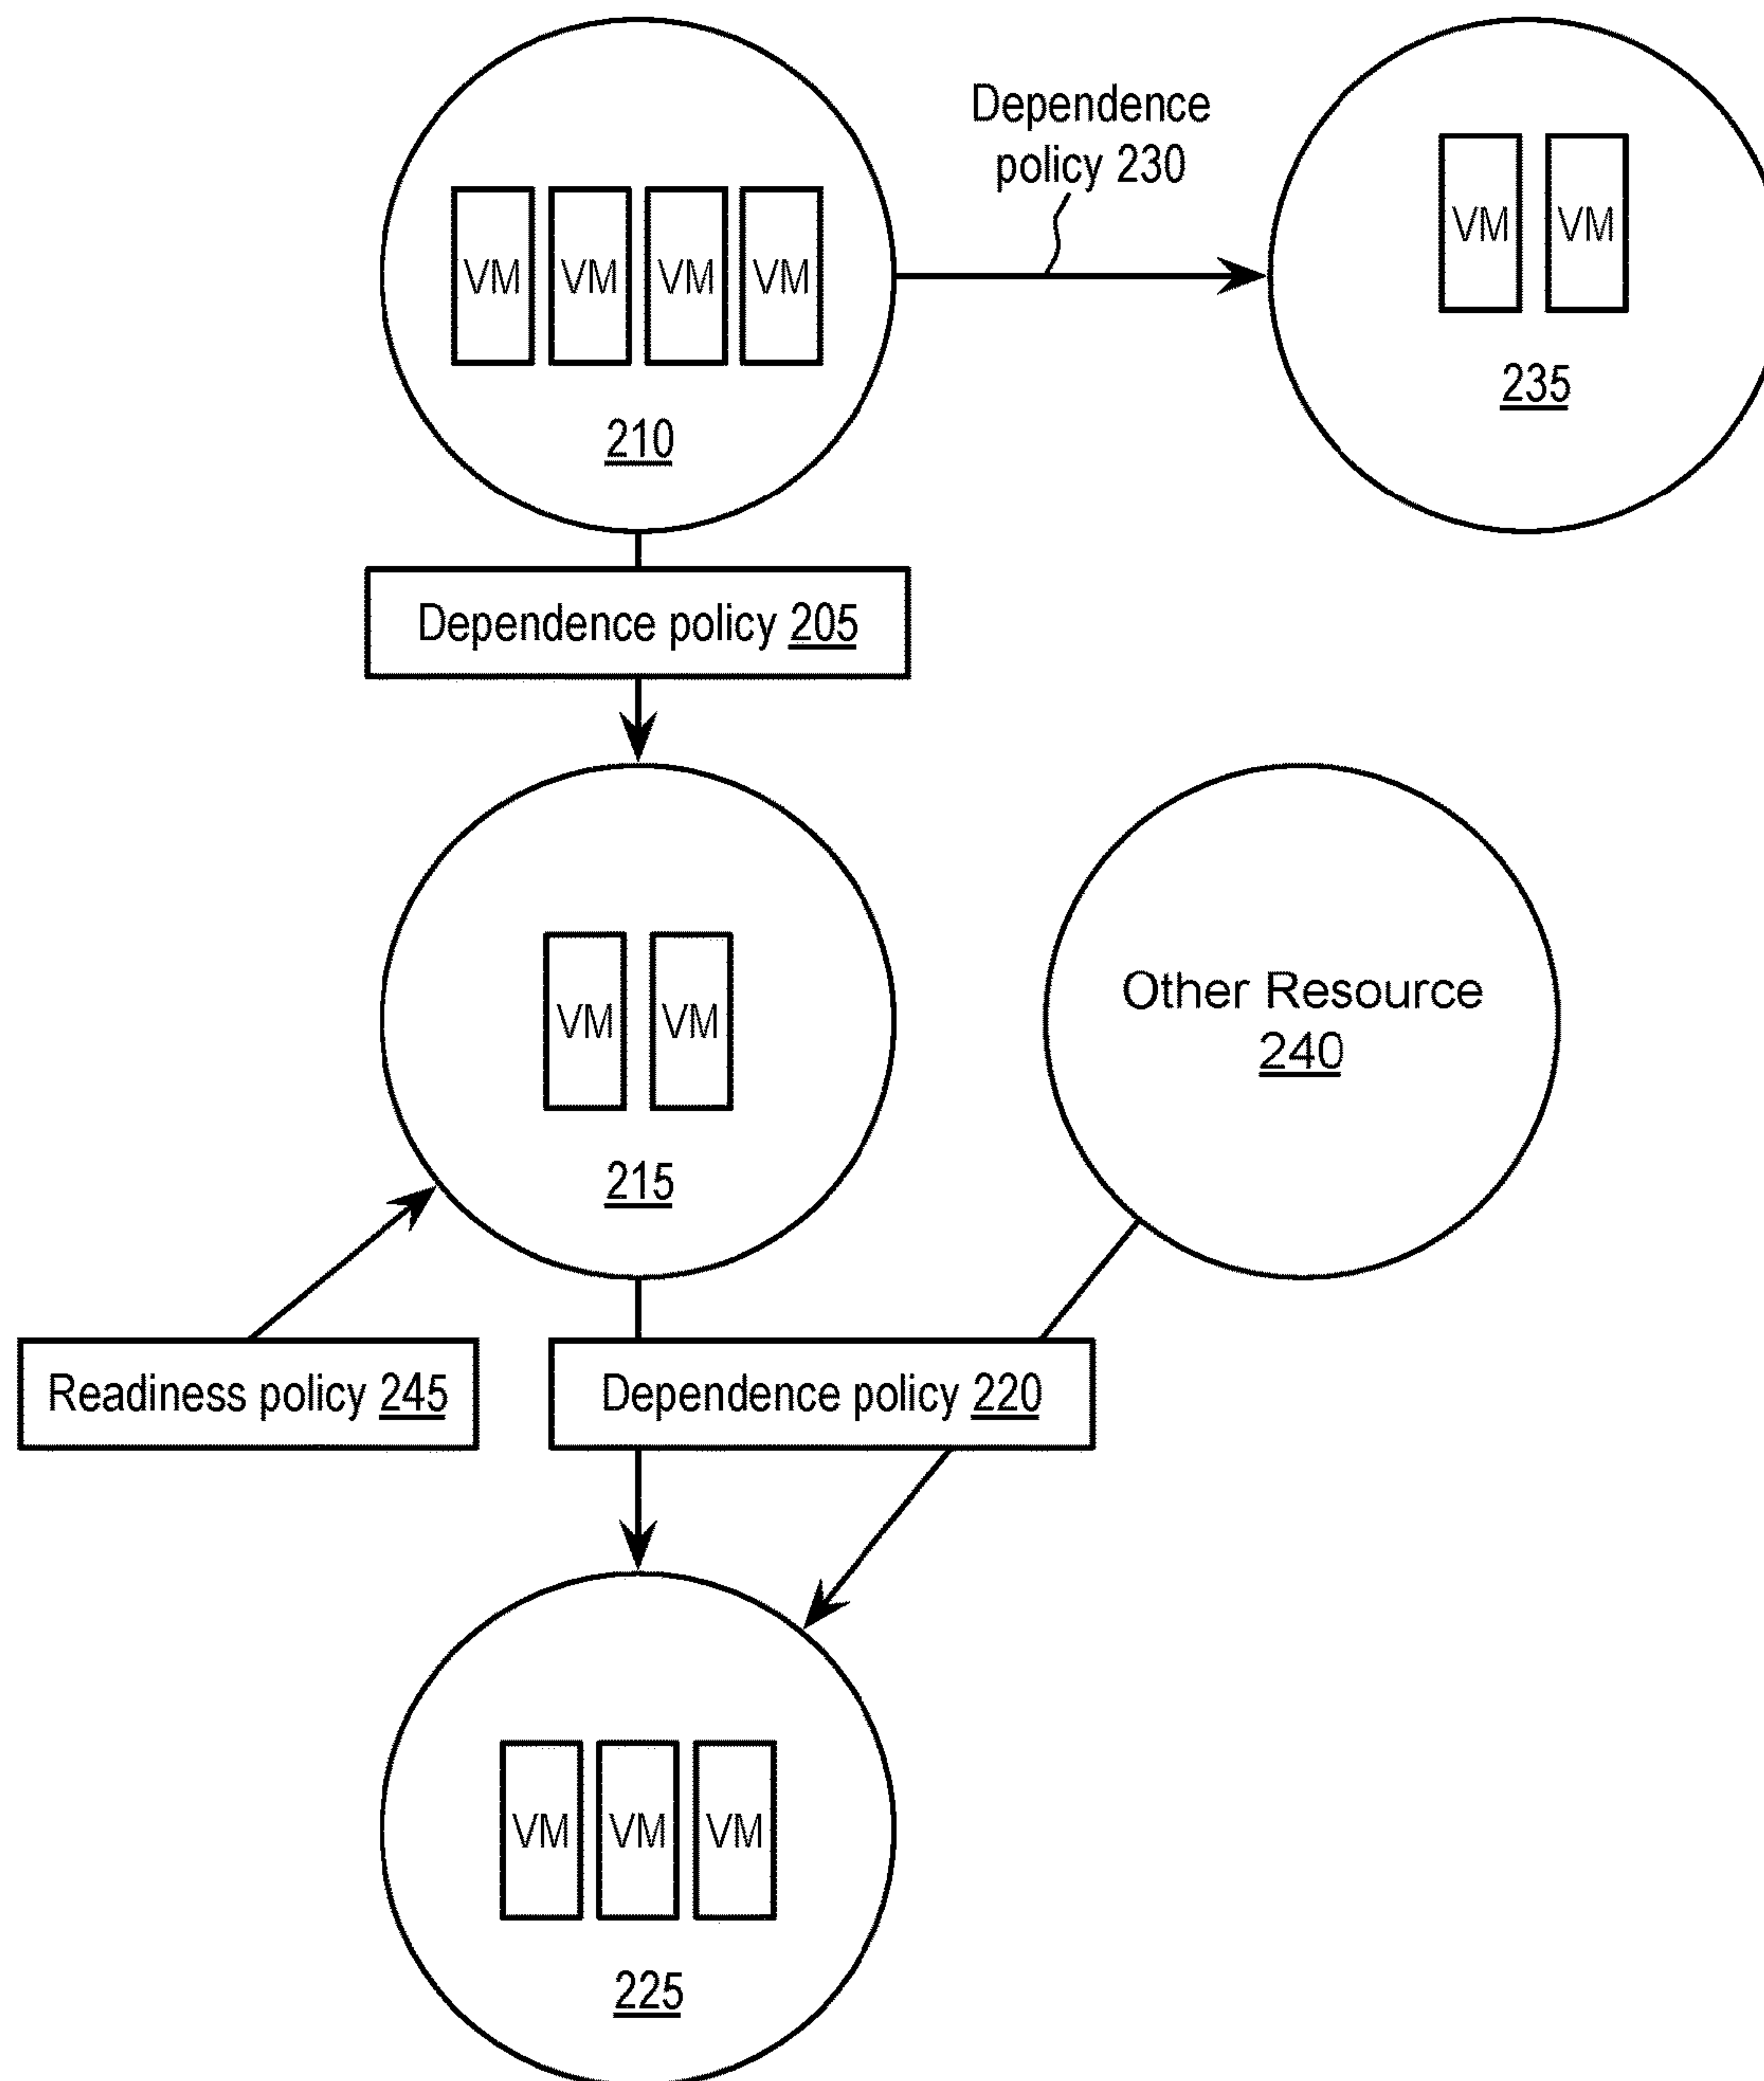 Dependence
policy 230
VM VM
VM VM VM VM
235
210
Dependence policy 205
Other Resource
240
VM VM
215
Readiness policy 245
Dependence policy 220
VM VM VM
225